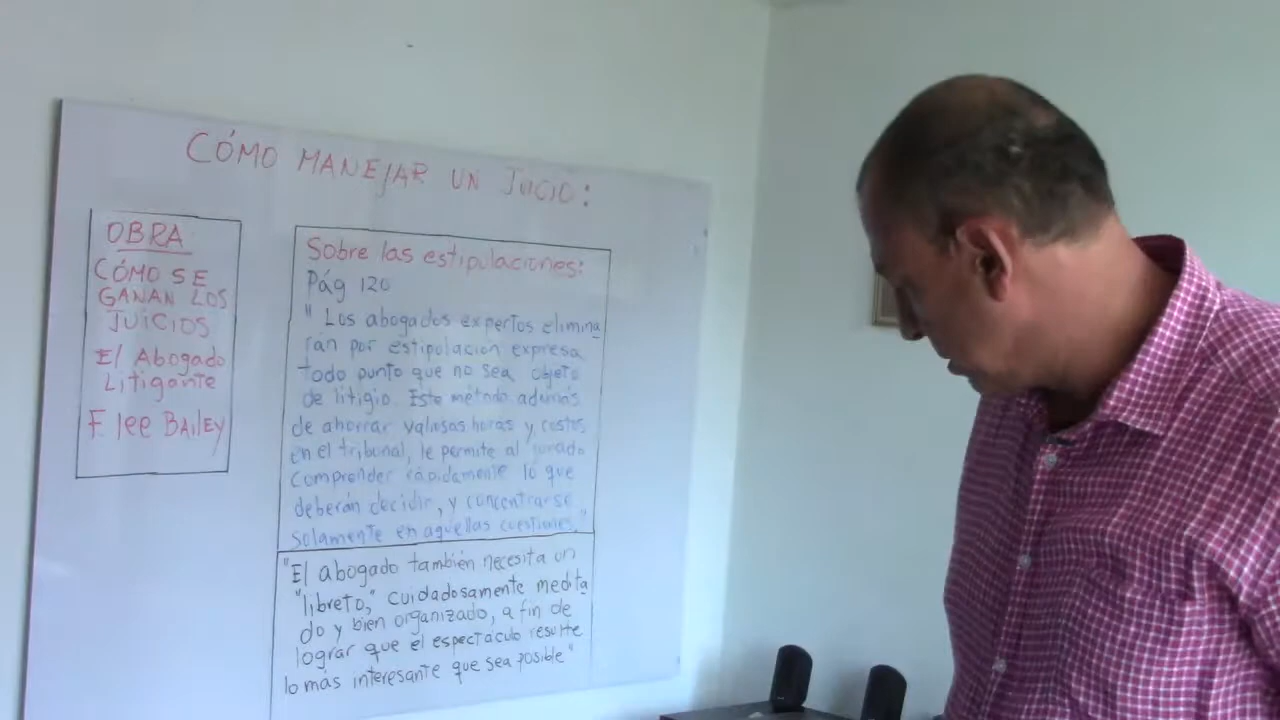 CÓMO MANEJAR UN JUICIO:
OBRA
CÓMO SE
GANAN LOS
JUICIOS
El Abogado
Litigante
F. lee BAILEY
Sobre las estipulaciones:
Pág 120
" Los abogados expertos elimina
rán por estipulación expresa
todo punto que no sea objeto
de litigio. Este método además
de ahorrar valiosas horas y costos
en el tribunal, le permite al jurado
comprender rápidamente lo que
deberán decidir, y concentrarse
solamente en aquellas cuestiones."
"El abogado también necesita un
"libreto," cuidadosamente medita
do y bien organizado, a fin de
lograr que el espectáculo resulte
lo más interesante que sea posible"